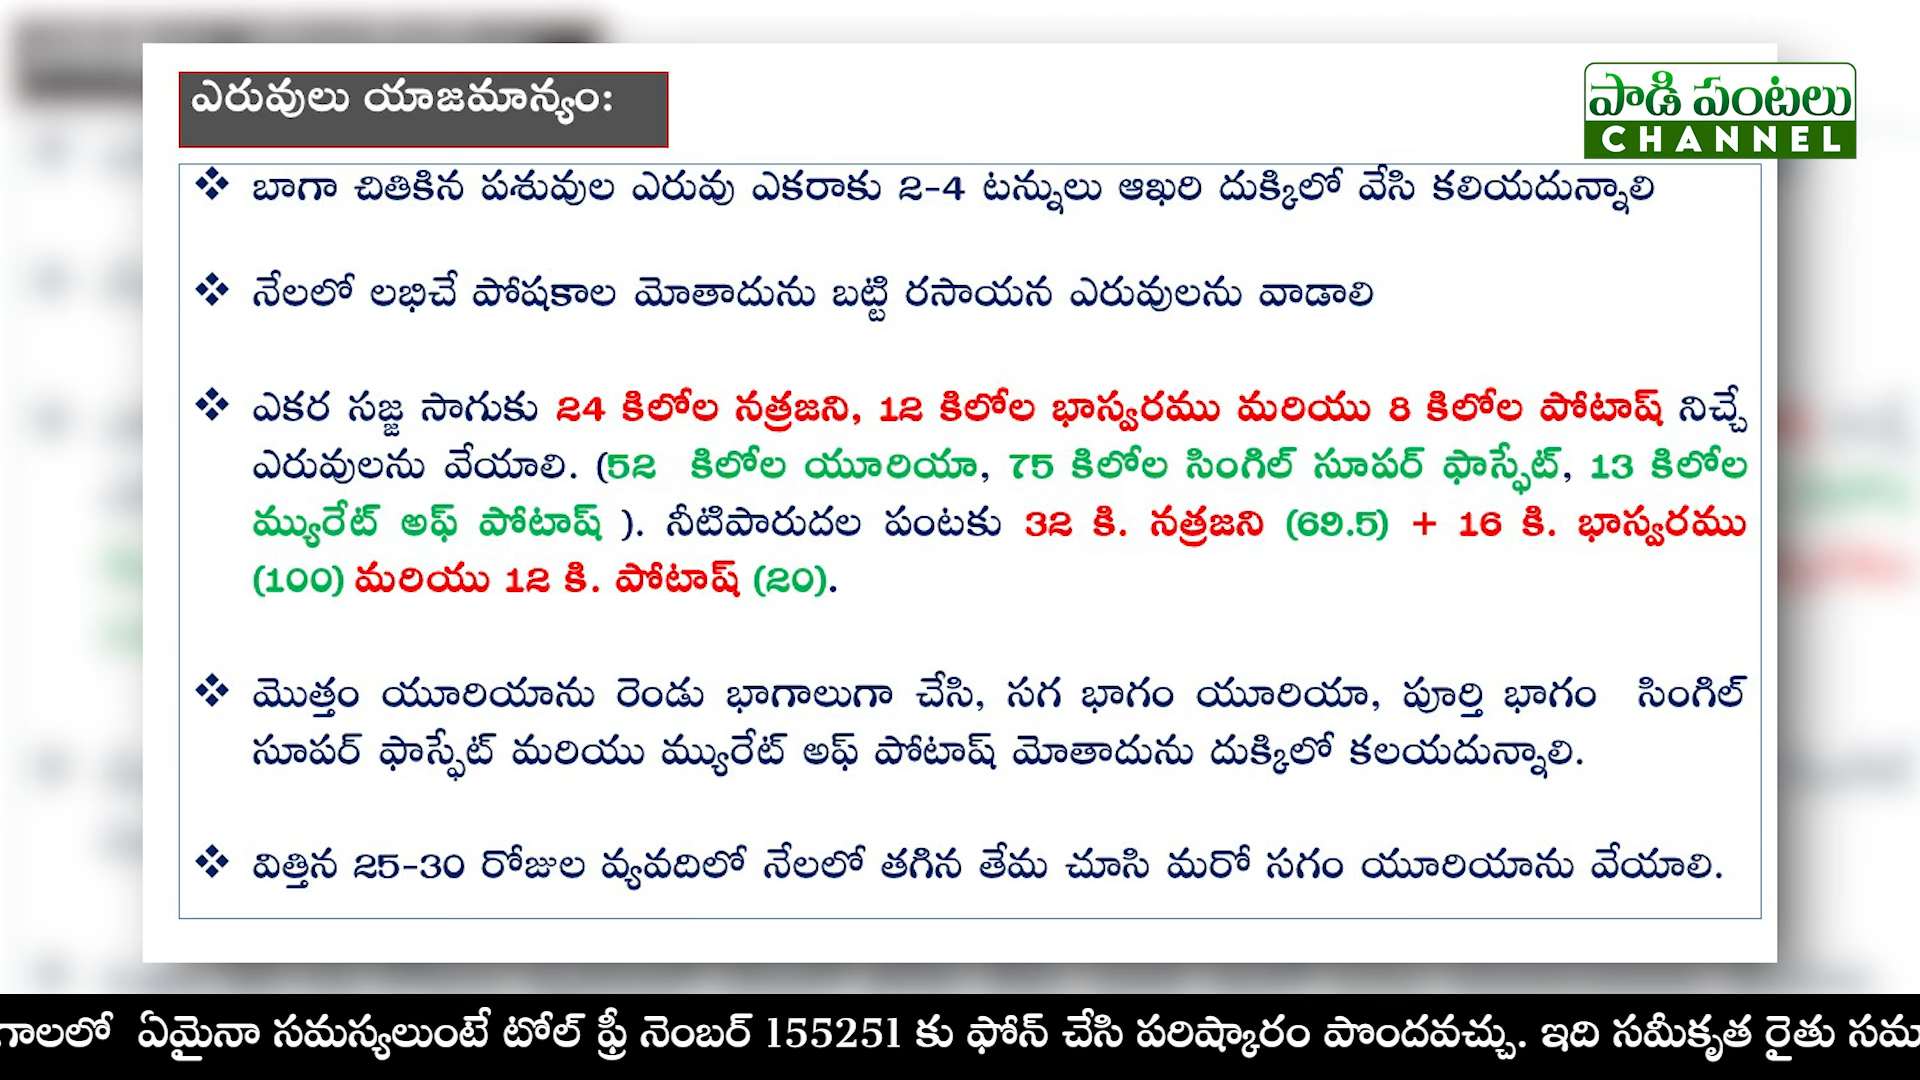 ఎరువులు యాజమాన్యం:
పాడి పంటలు
CHANNEL
❖ బాగా చితికిన పశువుల ఎరువు ఎకరాకు 2-4 టన్నులు ఆఖరి దుక్కిలో వేసి కలియదున్నాలి
❖ నేలలో లభిచే పోషకాల మోతాదును బట్టి రసాయన ఎరువులను వాడాలి
❖ ఎకర సజ్జ సాగుకు 24 కిలోల నత్రజని, 12 కిలోల భాస్వరము మరియు 8 కిలోల పోటాష్ నిచ్చే
ఎరువులను వేయాలి. (52 కిలోల యూరియా, 75 కిలోల సింగిల్ సూపర్ ఫాస్ఫేట్, 13 కిలోల
మ్యురేట్ అఫ్ పోటాష్ ). నీటిపారుదల పంటకు 32 కి. నత్రజని (69.5) + 16 కి. భాస్వరము
(100) మరియు 12 కి. పోటాష్ (20).
❖ మొత్తం యూరియాను రెండు భాగాలుగా చేసి, సగ భాగం యూరియా, పూర్తి భాగం సింగిల్
సూపర్ ఫాస్ఫేట్ మరియు మ్యురేట్ అఫ్ పోటాష్ మోతాదును దుక్కిలో కలయదున్నాలి.
❖ విత్తిన 25-30 రోజుల వ్యవదిలో నేలలో తగిన తేమ చూసి మరో సగం యూరియాను వేయాలి.
గాలలో ఏమైనా సమస్యలుంటే టోల్ ఫ్రీ నెంబర్ 155251 కు ఫోన్ చేసి పరిష్కారం పొందవచ్చు. ఇది సమీకృత రైతు సమా